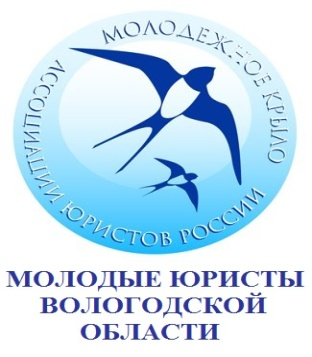 МОЛОДЕЖНОЕ КРЫЛО
АССОЦИАЦИИ ЮРИСТОВ РОССИИ
МОЛОДЫЕ ЮРИСТЫ
ВОЛОГОДСКОЙ
ОБЛАСТИ